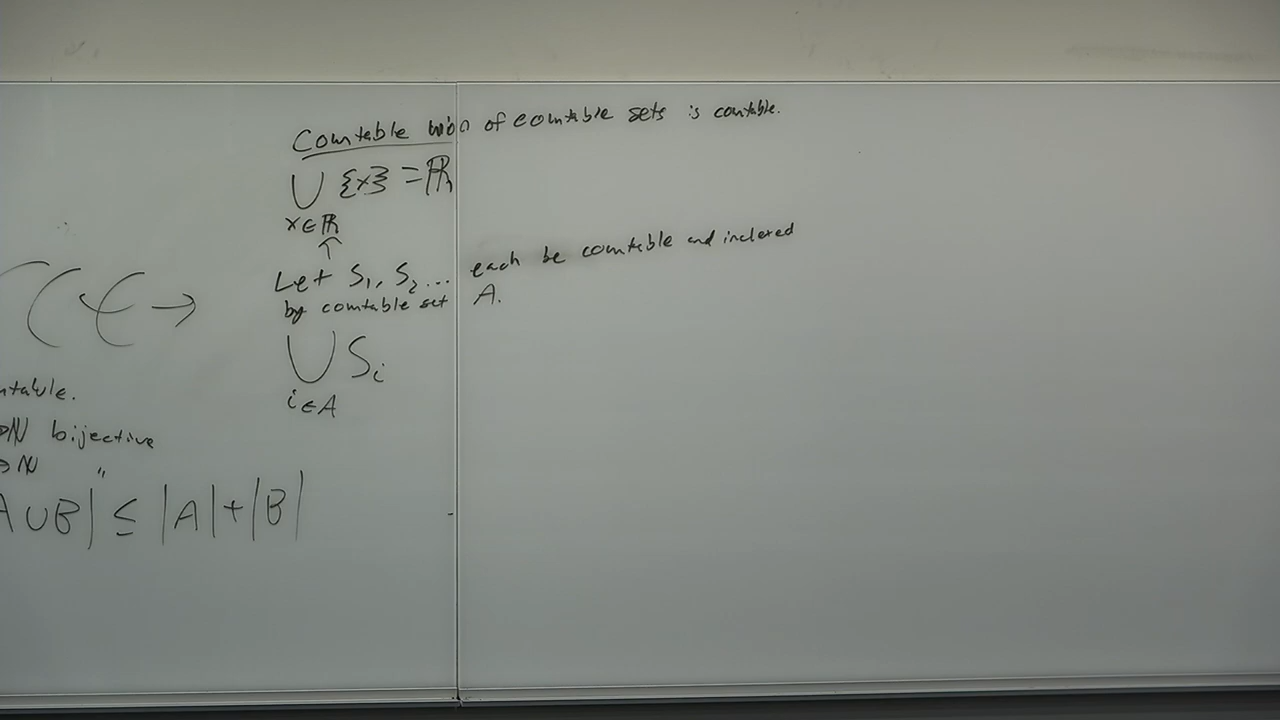 Countable union of countable sets is countable.
⋃ {x} = ℝ
x∈ℝ
↑
Let S₁, S₂... each be countable and indexed
by countable set A.
⋃ Sᵢ
i∈A
→
ntable.
→ℕ bijective
→ℕ "
A∪B| ≤ |A|+|B|